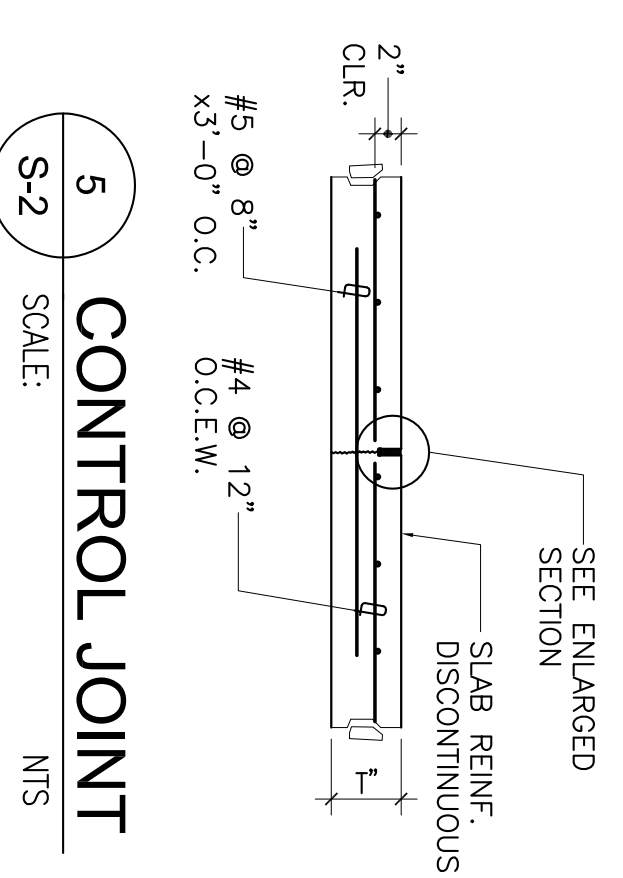 SEE ENLARGED
SECTION
SLAB REINF.
DISCONTINUOUS
2"
CLR.
T"
#5 @ 8"
x3'-0" O.C.
#4 @ 12"
O.C.E.W.
5
S-2
CONTROL JOINT
SCALE:
NTS